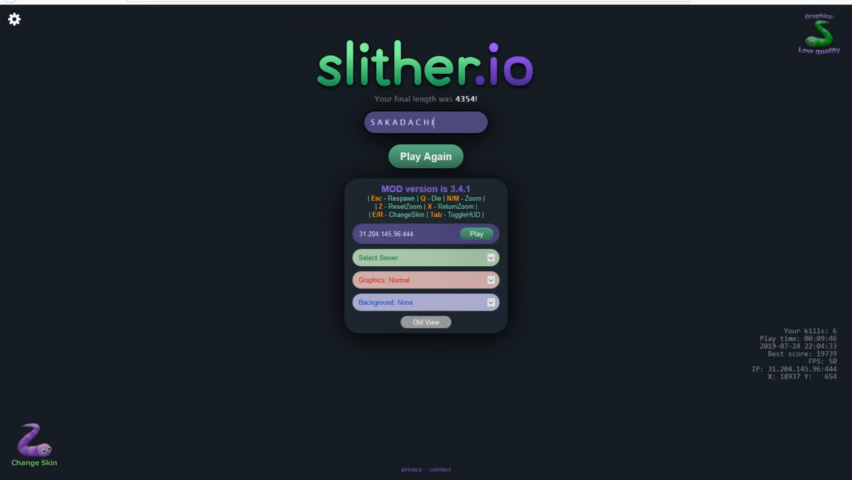 Graphics:
Low quality
slither.io
Your final length was 4354!
S A K A D A C H I
Play Again
MOD version is 3.4.1
| Esc - Respawn | Q - Die | N/M - Zoom |
| Z - ResetZoom | X - ReturnZoom |
| E/R - ChangeSkin | Tab - ToggleHUD |
31.204.145.96:444
Play
Select Server
Graphics: Normal
Background: None
Old View
Your kills: 6
Play time: 00:09:46
2019-07-24 22:04:33
Best score: 19739
FPS: 50
IP: 31.204.145.96:444
X: 18937 Y: 654
Change Skin
privacy - contact